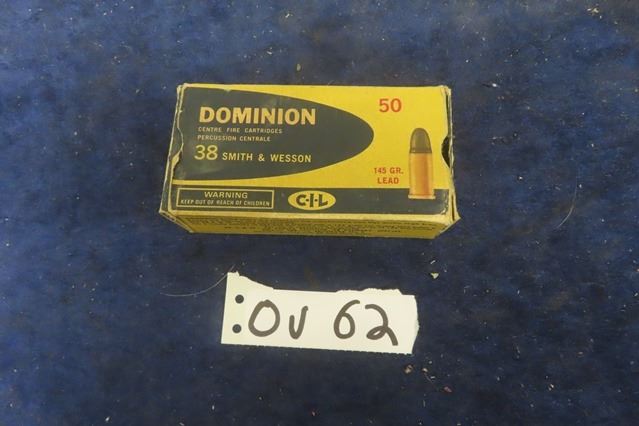 50
DOMINION
CENTRE FIRE CARTRIDGES
PERCUSSION CENTRALE
38 SMITH & WESSON
145 GR.
LEAD
WARNING
KEEP OUT OF REACH OF CHILDREN
C-I-L
OV 62